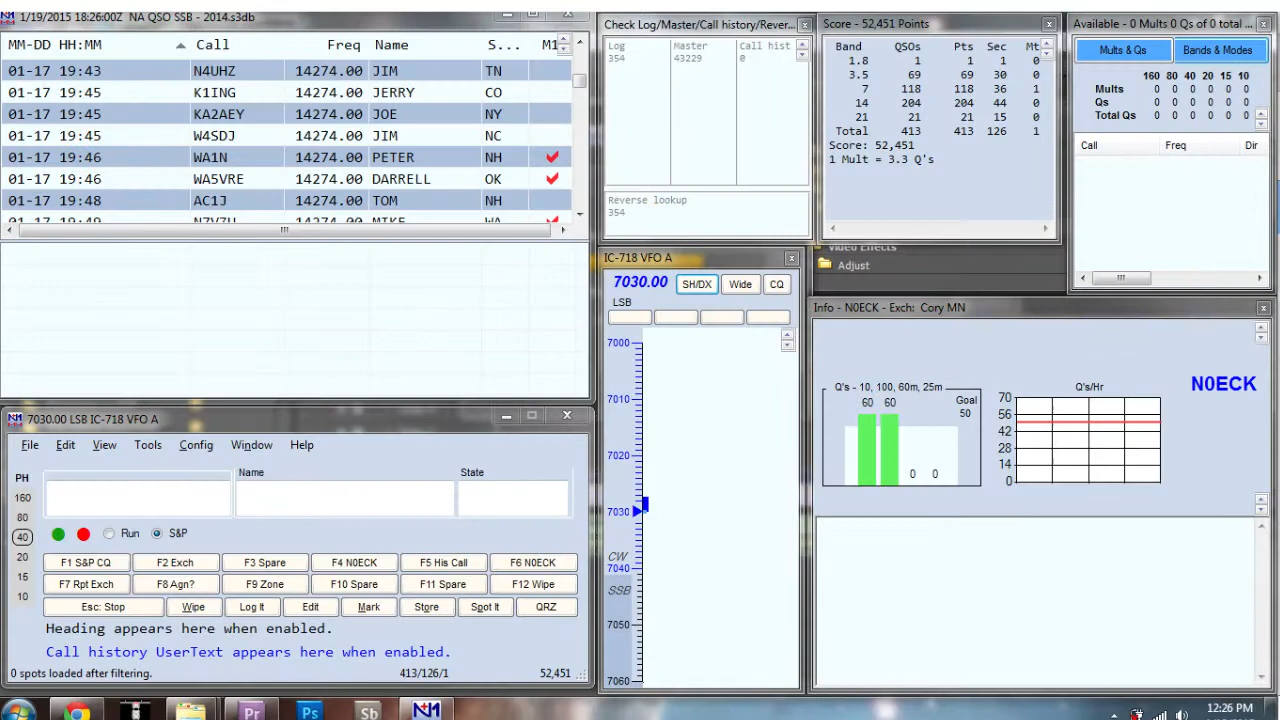 1/19/2015 18:26:00Z NA QSO SSB - 2014.s3db
MM-DD HH:MM Call Freq Name S... M1
01-17 19:43 N4UHZ 14274.00 JIM TN
01-17 19:45 K1ING 14274.00 JERRY CO
01-17 19:45 KA2AEY 14274.00 JOE NY
01-17 19:45 W4SDJ 14274.00 JIM NC
01-17 19:46 WA1N 14274.00 PETER NH
01-17 19:46 WA5VRE 14274.00 DARRELL OK
01-17 19:48 AC1J 14274.00 TOM NH
01-17 19:49 N7VZU 14274.00 MIKE WA
Check Log/Master/Call history/Rever...
Log Master Call hist
354 43229 0
Reverse lookup
354
Score - 52,451 Points
Band QSOs Pts Sec Mt
1.8 1 1 1 0
3.5 69 69 30 0
7 118 118 36 1
14 204 204 44 0
21 21 21 15 0
Total 413 413 126 1
Score: 52,451
1 Mult = 3.3 Q's
Video Effects
Adjust
Available - 0 Mults 0 Qs of 0 total ...
Mults & Qs Bands & Modes
160 80 40 20 15 10
Mults 0 0 0 0 0 0
Qs 0 0 0 0 0 0
Total Qs 0 0 0 0 0 0
Call Freq Dir
IC-718 VFO A
7030.00 SH/DX Wide CQ
LSB
7000
7010
7020
7030
CW
7040
SSB
7050
7060
Info - N0ECK - Exch: Cory MN
N0ECK
Q's - 10, 100, 60m, 25m
60 60 Goal
50
0 0
Q's/Hr
70
56
42
28
14
0
7030.00 LSB IC-718 VFO A
File Edit View Tools Config Window Help
PH Name State
160
80
40
20
15
10
Run S&P
F1 S&P CQ F2 Exch F3 Spare F4 N0ECK F5 His Call F6 N0ECK
F7 Rpt Exch F8 Agn? F9 Zone F10 Spare F11 Spare F12 Wipe
Esc: Stop Wipe Log It Edit Mark Store Spot It QRZ
Heading appears here when enabled.
Call history UserText appears here when enabled.
0 spots loaded after filtering. 413/126/1 52,451
Pr Ps Sb N+M
12:26 PM